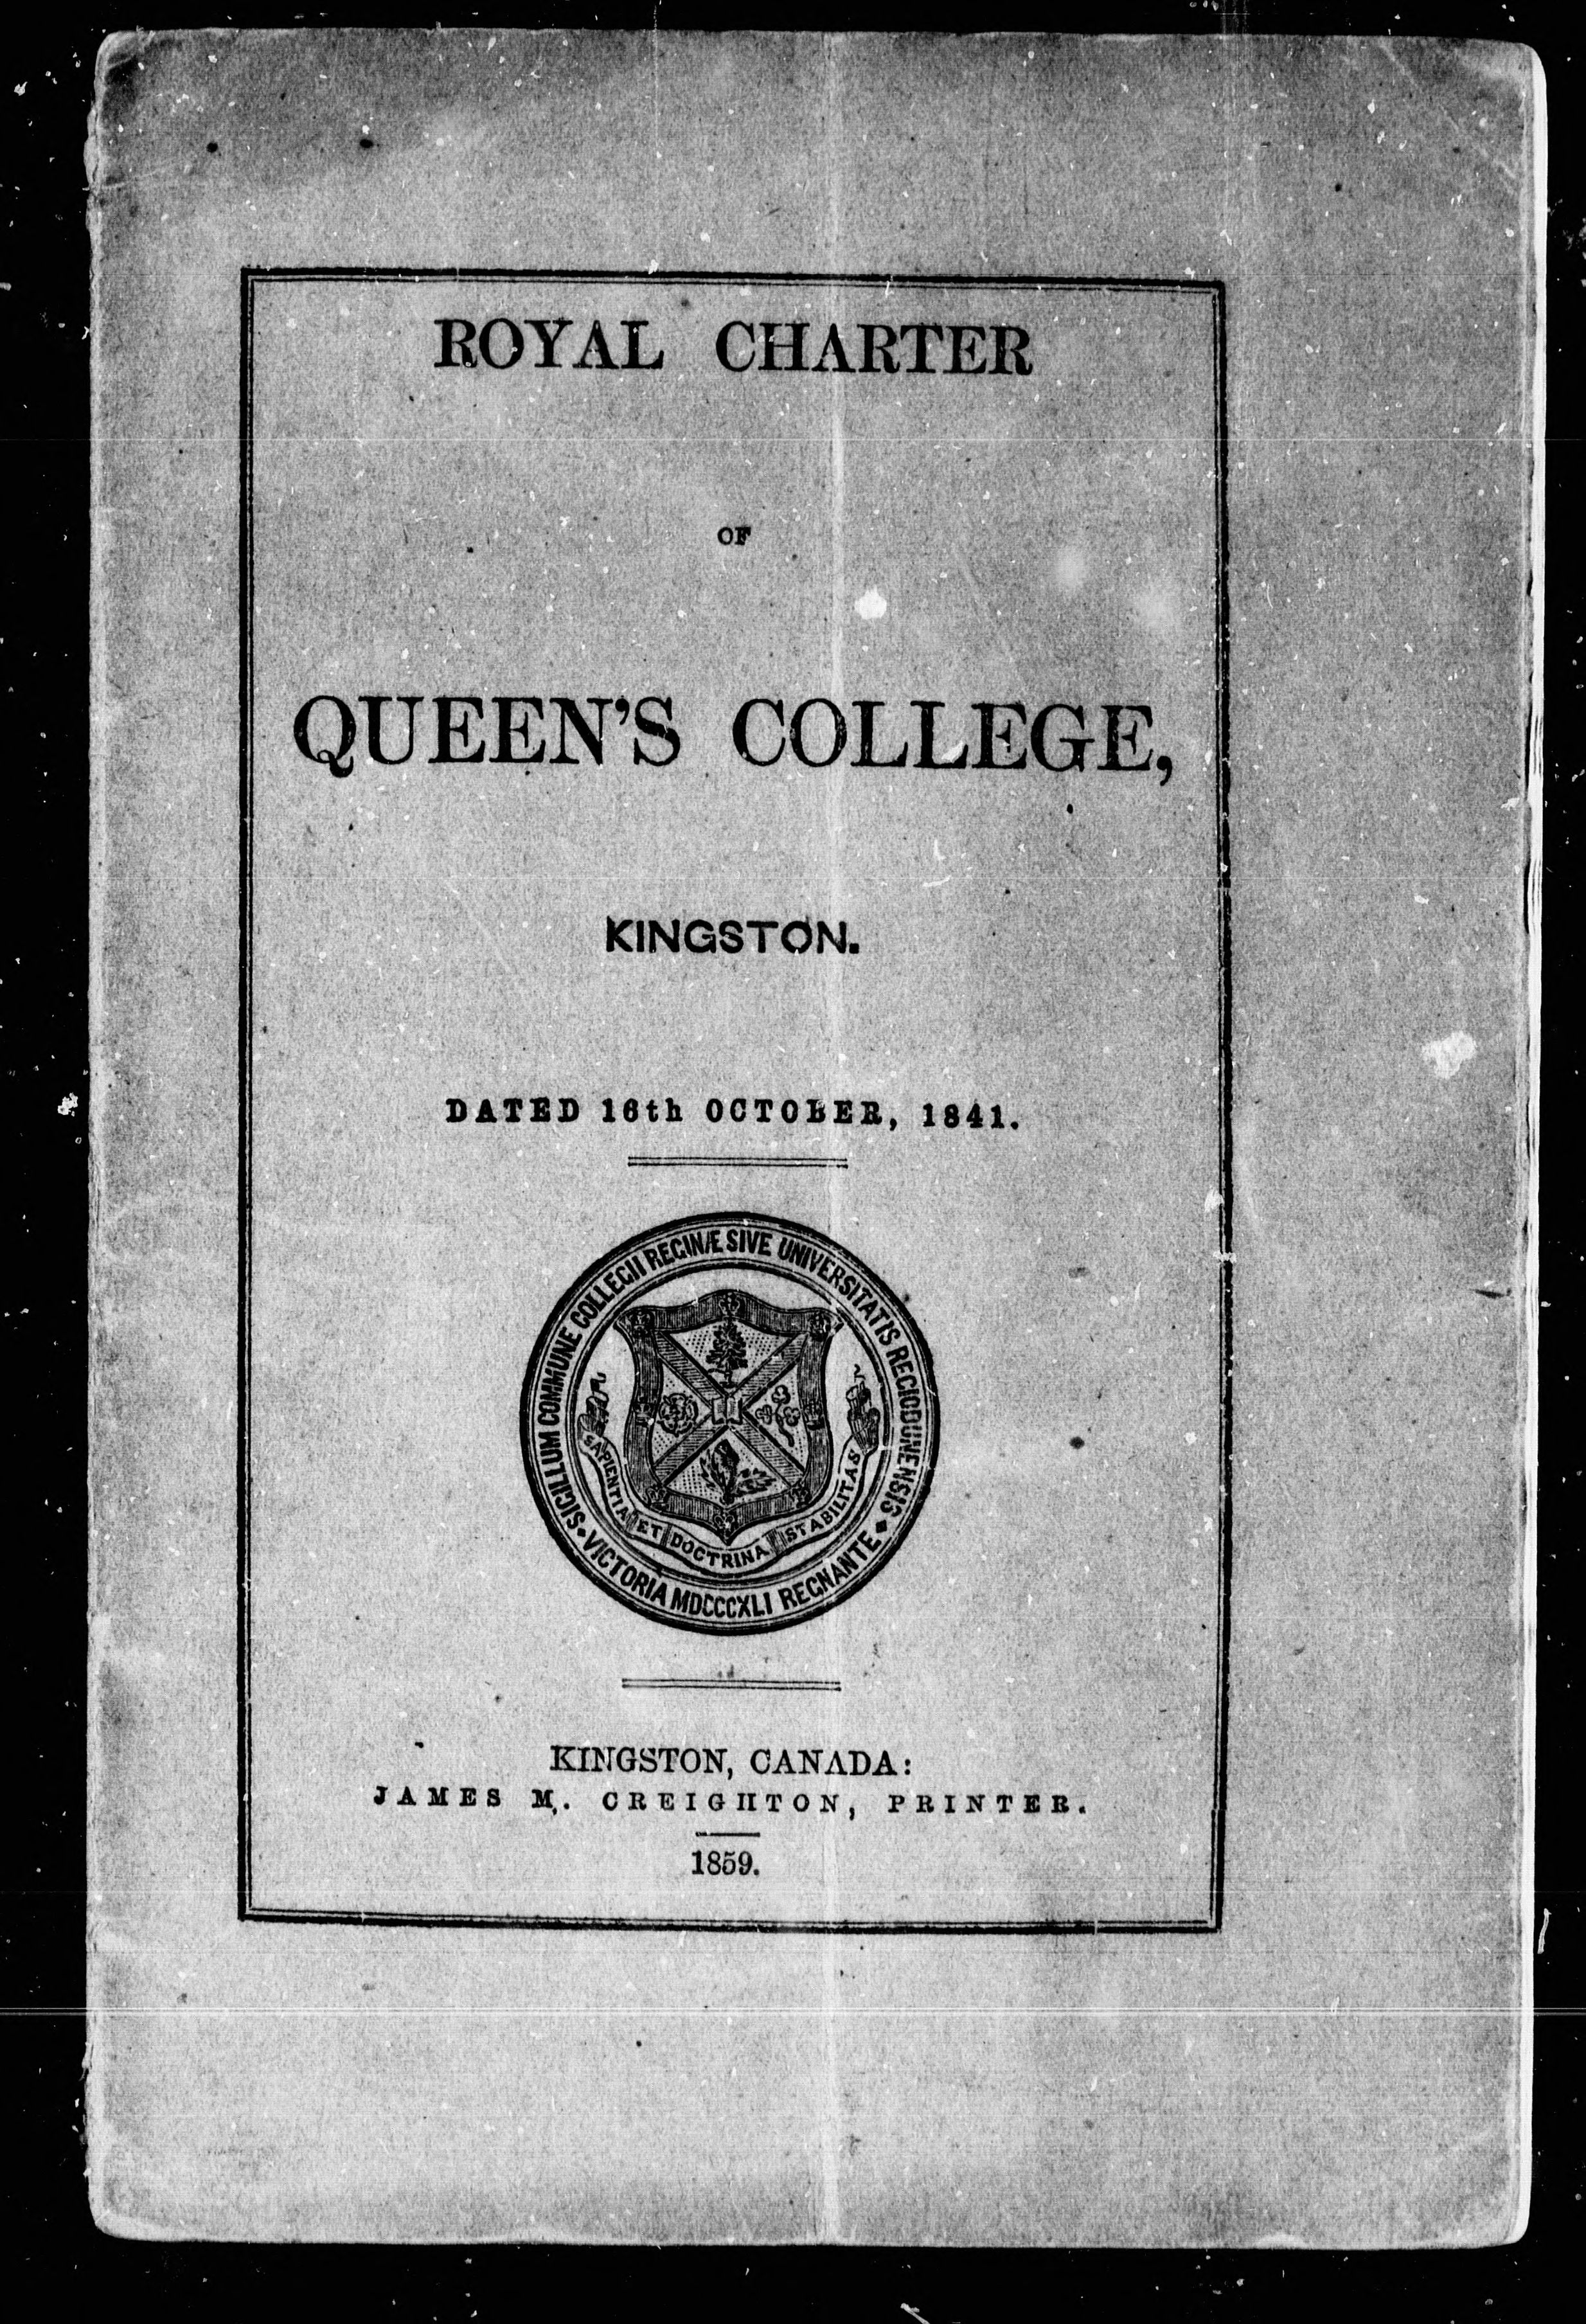 ROYAL CHARTER
OF
QUEEN'S COLLEGE,
KINGSTON.
DATED 16th OCTOBER, 1841.
SIGILLUM COMMUNE COLLEGII REGINÆ SIVE UNIVERSITATIS REGIODUNENSIS
VICTORIA MDCCCXLI REGNANTE
SAPIENTIA ET DOCTRINA STABILITAS
KINGSTON, CANADA:
JAMES M. CREIGHTON, PRINTER.
1859.